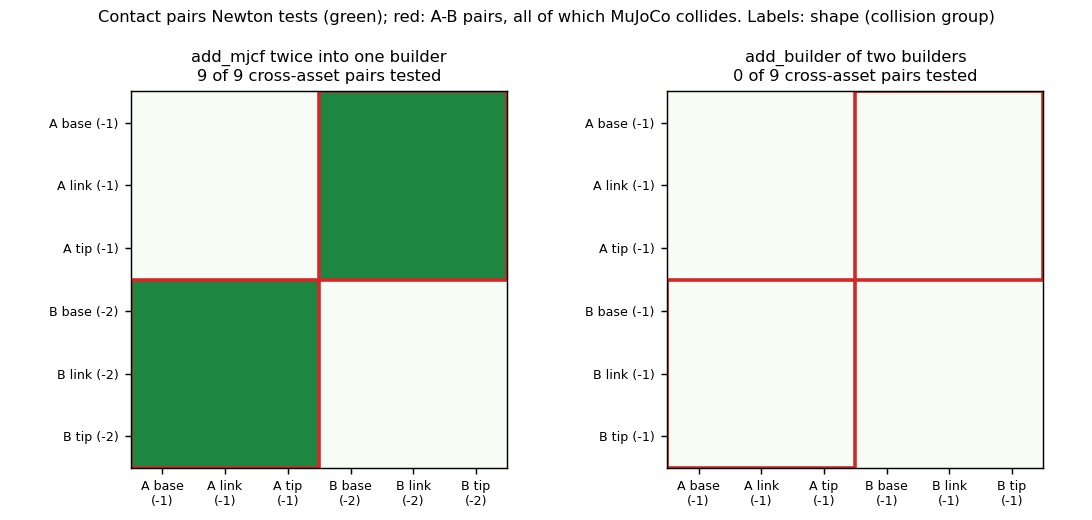 Contact pairs Newton tests (green); red: A-B pairs, all of which MuJoCo collides. Labels: shape (collision group)
add_mjcf twice into one builder
9 of 9 cross-asset pairs tested
A base (-1)
A link (-1)
A tip (-1)
B base (-2)
B link (-2)
B tip (-2)
A base
(-1)
A link
(-1)
A tip
(-1)
B base
(-2)
B link
(-2)
B tip
(-2)
add_builder of two builders
0 of 9 cross-asset pairs tested
A base (-1)
A link (-1)
A tip (-1)
B base (-1)
B link (-1)
B tip (-1)
A base
(-1)
A link
(-1)
A tip
(-1)
B base
(-1)
B link
(-1)
B tip
(-1)